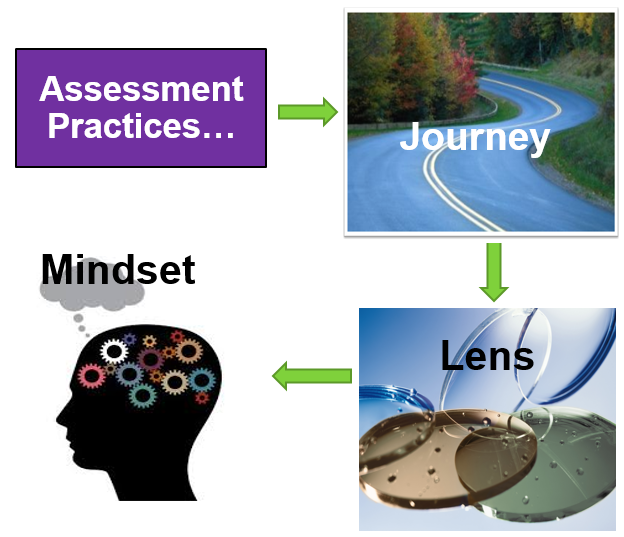 Assessment
Practices…
Journey
Lens
Mindset